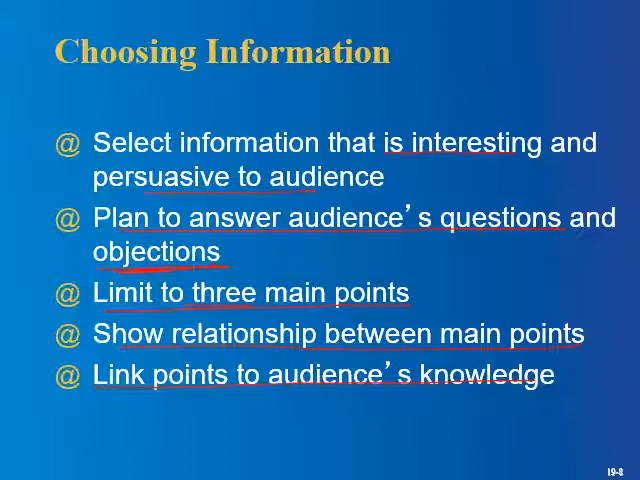 Choosing Information
@ Select information that is interesting and
persuasive to audience
@ Plan to answer audience’s questions and
objections
@ Limit to three main points
@ Show relationship between main points
@ Link points to audience’s knowledge
19-8